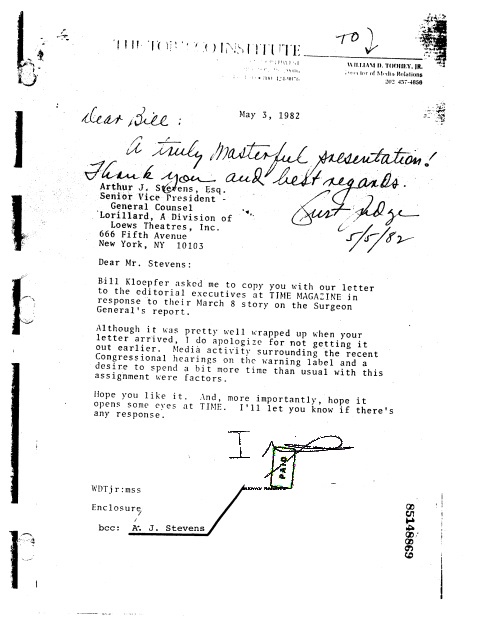 TO
THE TOBACCO INSTITUTE
WILLIAM D. TOOHEY, JR.
Director of Media Relations
202 457-4850
May 3, 1982
Dear Bill:
A truly masterful presentation!
Thank you and best regards.
Curt Judge
5/5/82
Arthur J. Stevens, Esq.
Senior Vice President -
General Counsel
Lorillard, A Division of
Loews Theatres, Inc.
666 Fifth Avenue
New York, NY 10103
Dear Mr. Stevens:
Bill Kloepfer asked me to copy you with our letter
to the editorial executives at TIME MAGAZINE in
response to their March 8 story on the Surgeon
General's report.
Although it was pretty well wrapped up when your
letter arrived, I do apologize for not getting it
out earlier. Media activity surrounding the recent
Congressional hearings on the warning label and a
desire to spend a bit more time than usual with this
assignment were factors.
Hope you like it. And, more importantly, hope it
opens some eyes at TIME. I'll let you know if there's
any response.
I
PAID
WDTjr:mss
Enclosure
bcc: A. J. Stevens
85148869